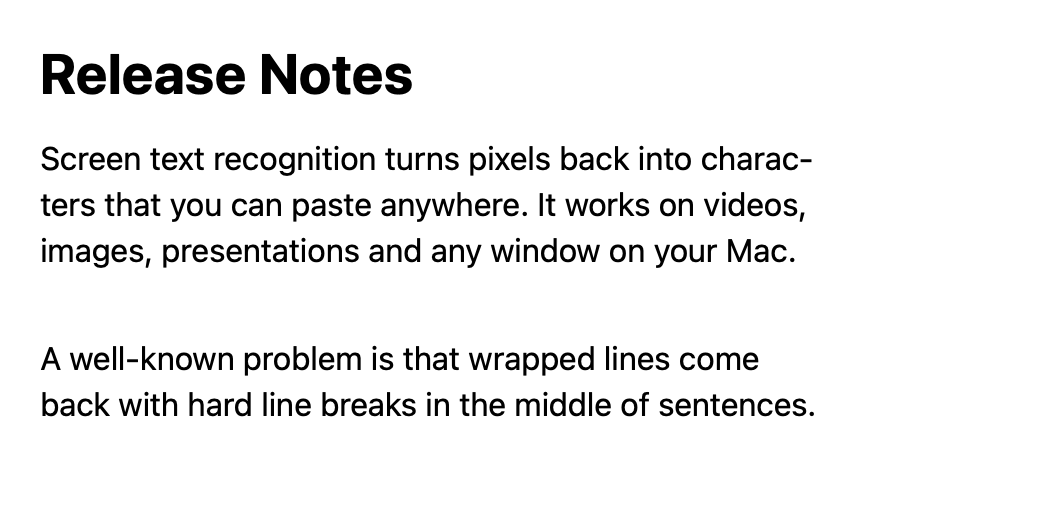 Release Notes
Screen text recognition turns pixels back into charac-
ters that you can paste anywhere. It works on videos,
images, presentations and any window on your Mac.
A well-known problem is that wrapped lines come
back with hard line breaks in the middle of sentences.